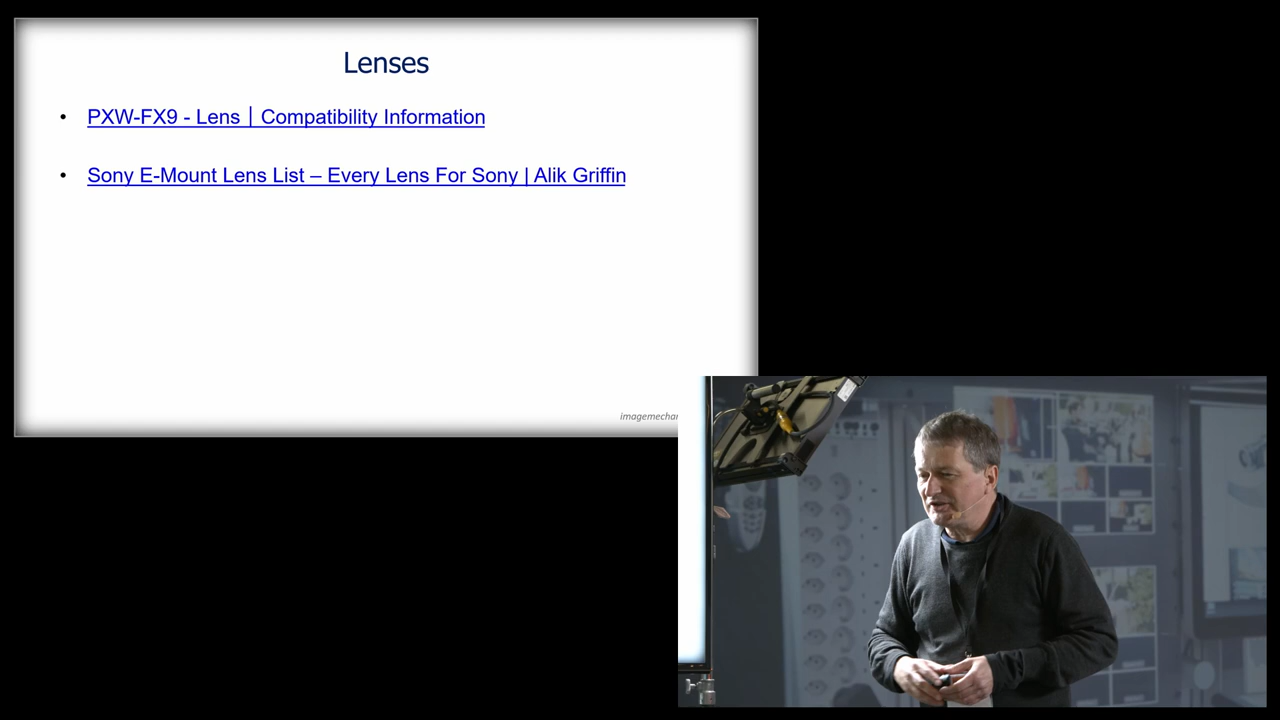 Lenses
• PXW-FX9 - Lens | Compatibility Information
• Sony E-Mount Lens List – Every Lens For Sony | Alik Griffin